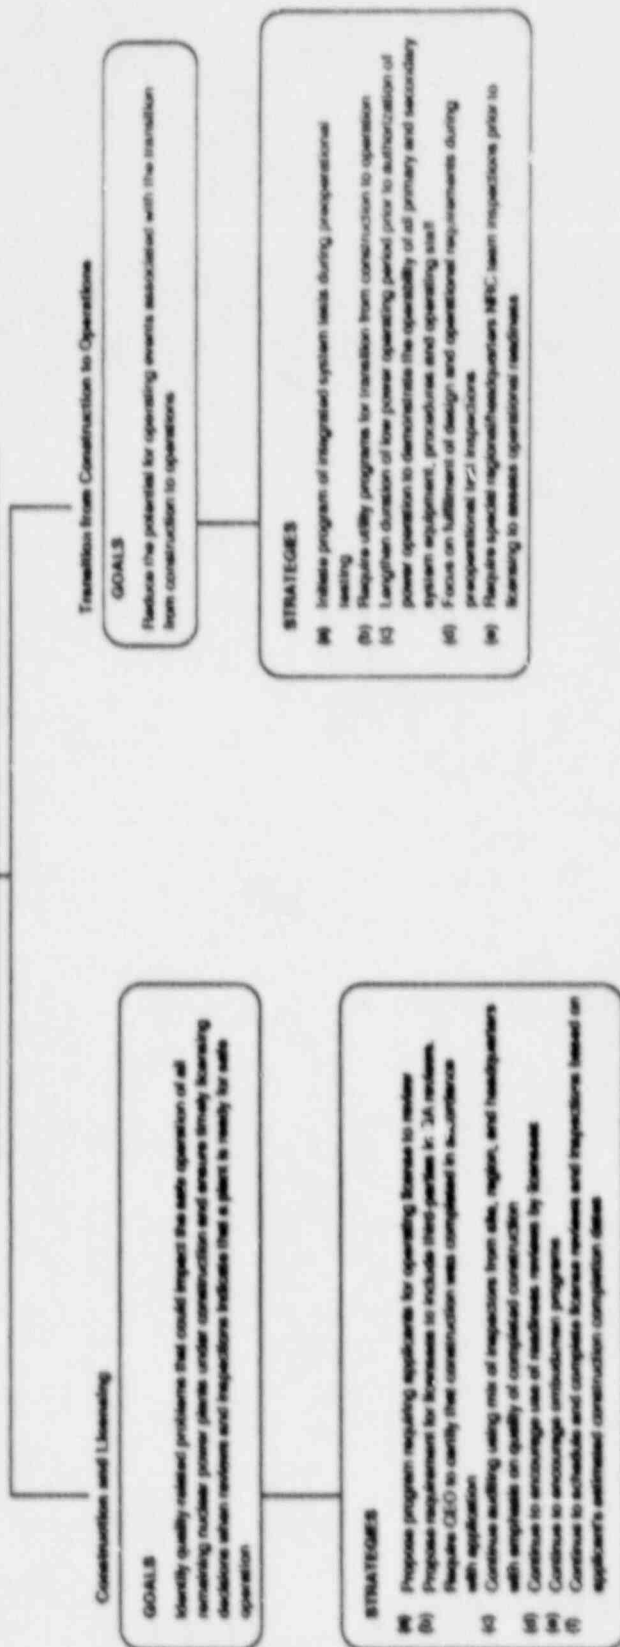 Construction and Licensing
GOALS
Identify quality-related problems that could impact the safe operation of all
remaining nuclear power plants under construction and ensure timely licensing
decisions when reviews and inspections indicate that a plant is ready for safe
operation
STRATEGIES
(a) Propose program requiring applicants for operating license to review
(b) Propose requirement for licensees to include third parties in reviews.
Require CEO to certify that construction was completed in accordance
with application
(c) Continue auditing using mix of inspectors from site, region, and headquarters
with emphasis on quality of completed construction
(d) Continue to encourage use of readiness reviews by licensees
(e) Continue to encourage ombudsman programs
(f) Continue to schedule and complete license reviews and inspections based on
applicant's estimated construction completion dates
Transition from Construction to Operations
GOALS
Reduce the potential for operating events associated with the transition
from construction to operations
STRATEGIES
(a) Initiate program of integrated system tests during preoperational
testing
(b) Require utility programs for transition from construction to operation
(c) Lengthen duration of low power operating period prior to authorization of
power operation to demonstrate the operability of all primary and secondary
system equipment, procedures and operating staff
(d) Focus on fulfillment of design and operational requirements during
preoperational inspections
(e) Require special regional/headquarters NRC team inspections prior to
licensing to assess operational readiness